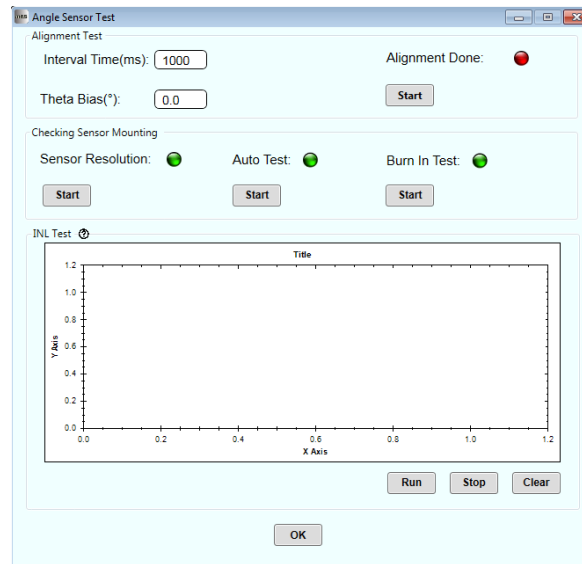 Angle Sensor Test
Alignment Test
Interval Time(ms): 1000
Alignment Done:
Theta Bias(°): 0.0
Start
Checking Sensor Mounting
Sensor Resolution:
Auto Test:
Burn In Test:
Start
Start
Start
INL Test
Title
1.2
1.0
0.8
0.6
0.4
0.2
0.0
Y Axis
0.0 0.2 0.4 0.6 0.8 1.0 1.2
X Axis
Run
Stop
Clear
OK